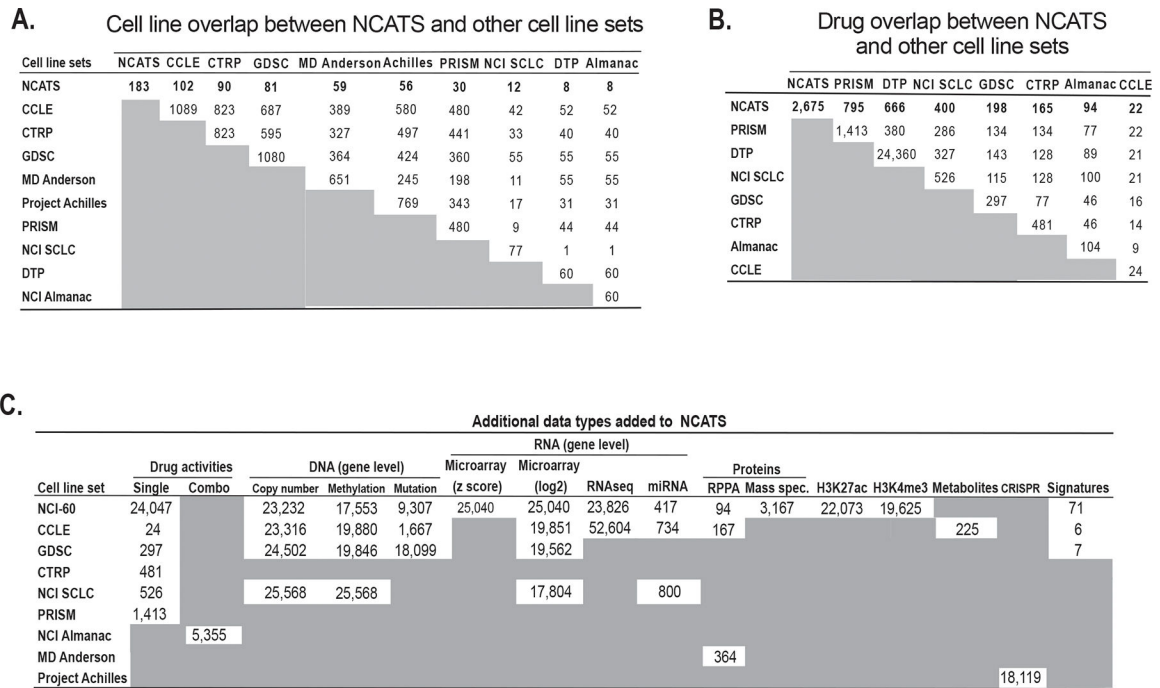 A.
Cell line overlap between NCATS and other cell line sets
Cell line sets NCATS CCLE CTRP GDSC MD Anderson Achilles PRISM NCI SCLC DTP Almanac
NCATS 183 102 90 81 59 56 30 12 8 8
CCLE 1089 823 687 389 580 480 42 52 52
CTRP 823 595 327 497 441 33 40 40
GDSC 1080 364 424 360 55 55 55
MD Anderson 651 245 198 11 55 55
Project Achilles 769 343 17 31 31
PRISM 480 9 44 44
NCI SCLC 77 1 1
DTP 60 60
NCI Almanac 60
B.
Drug overlap between NCATS
and other cell line sets
NCATS PRISM DTP NCI SCLC GDSC CTRP Almanac CCLE
NCATS 2,675 795 666 400 198 165 94 22
PRISM 1,413 380 286 134 134 77 22
DTP 24,360 327 143 128 89 21
NCI SCLC 526 115 128 100 21
GDSC 297 77 46 16
CTRP 481 46 14
Almanac 104 9
CCLE 24
C.
Additional data types added to NCATS
RNA (gene level)
Drug activities DNA (gene level) Microarray Microarray Proteins
Cell line set Single Combo Copy number Methylation Mutation (z score) (log2) RNAseq miRNA RPPA Mass spec. H3K27ac H3K4me3 Metabolites CRISPR Signatures
NCI-60 24,047 23,232 17,553 9,307 25,040 25,040 23,826 417 94 3,167 22,073 19,625 71
CCLE 24 23,316 19,880 1,667 19,851 52,604 734 167 225 6
GDSC 297 24,502 19,846 18,099 19,562 7
CTRP 481
NCI SCLC 526 25,568 25,568 17,804 800
PRISM 1,413
NCI Almanac 5,355
MD Anderson 364
Project Achilles 18,119